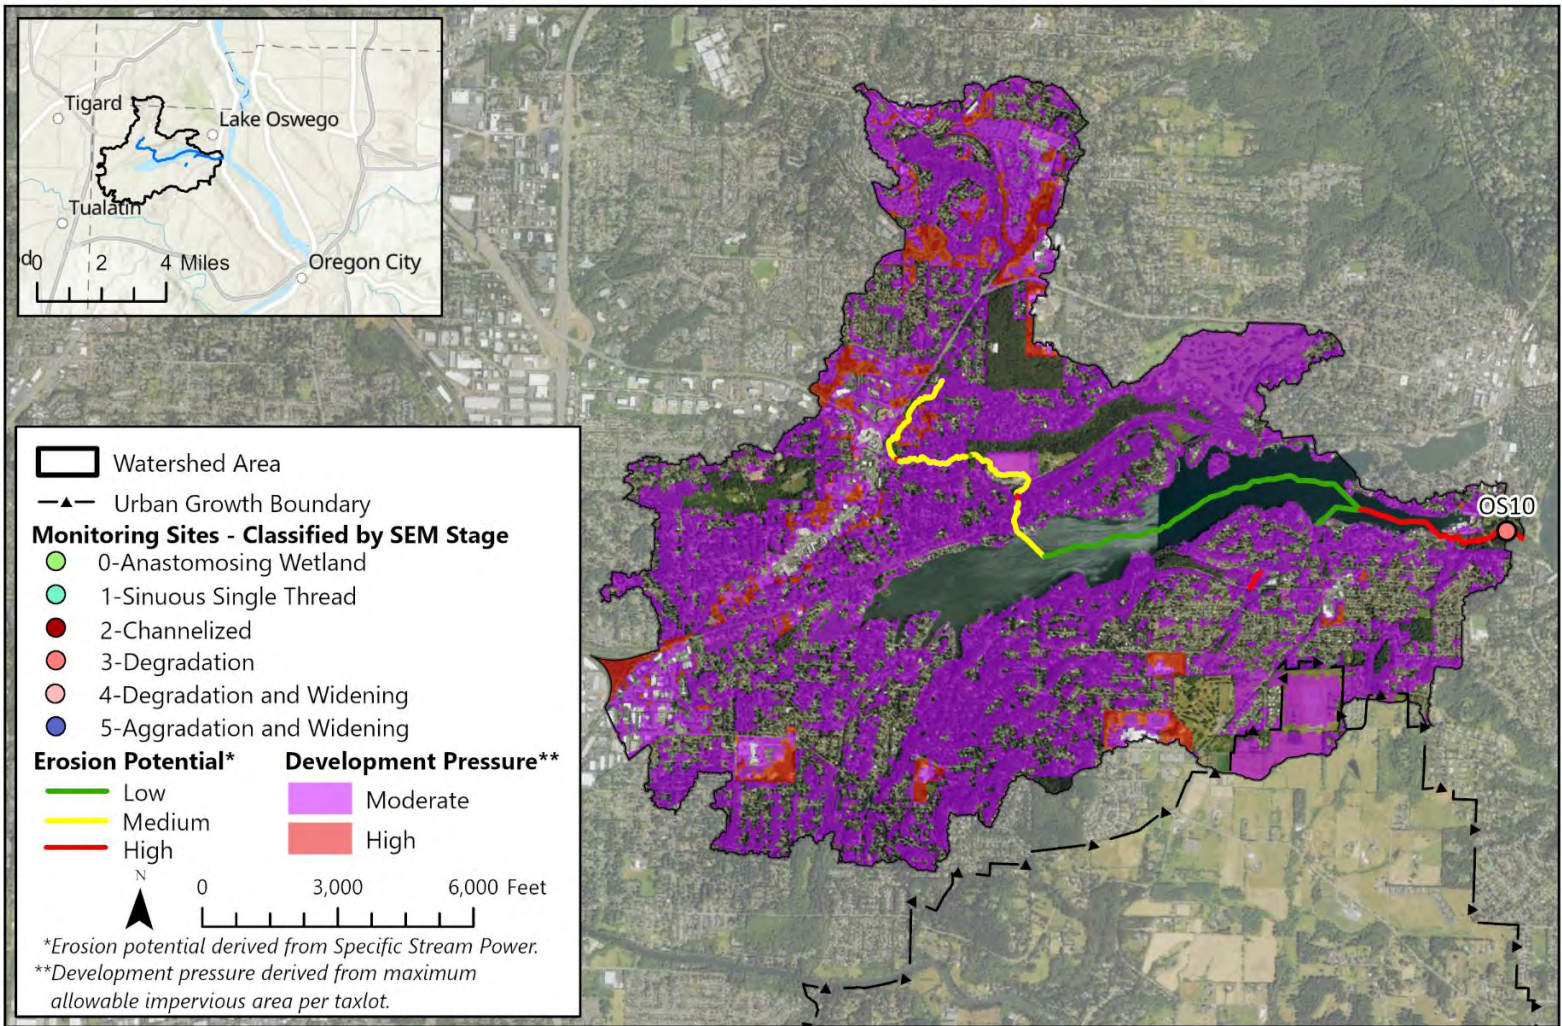 Tigard
Lake Oswego
Tualatin
Oregon City
od
0 2 4 Miles
OS10
Watershed Area
Urban Growth Boundary
Monitoring Sites - Classified by SEM Stage
0-Anastomosing Wetland
1-Sinuous Single Thread
2-Channelized
3-Degradation
4-Degradation and Widening
5-Aggradation and Widening
Erosion Potential*
Low
Medium
High
Development Pressure**
Moderate
High
N
0 3,000 6,000 Feet
*Erosion potential derived from Specific Stream Power.
**Development pressure derived from maximum
allowable impervious area per taxlot.